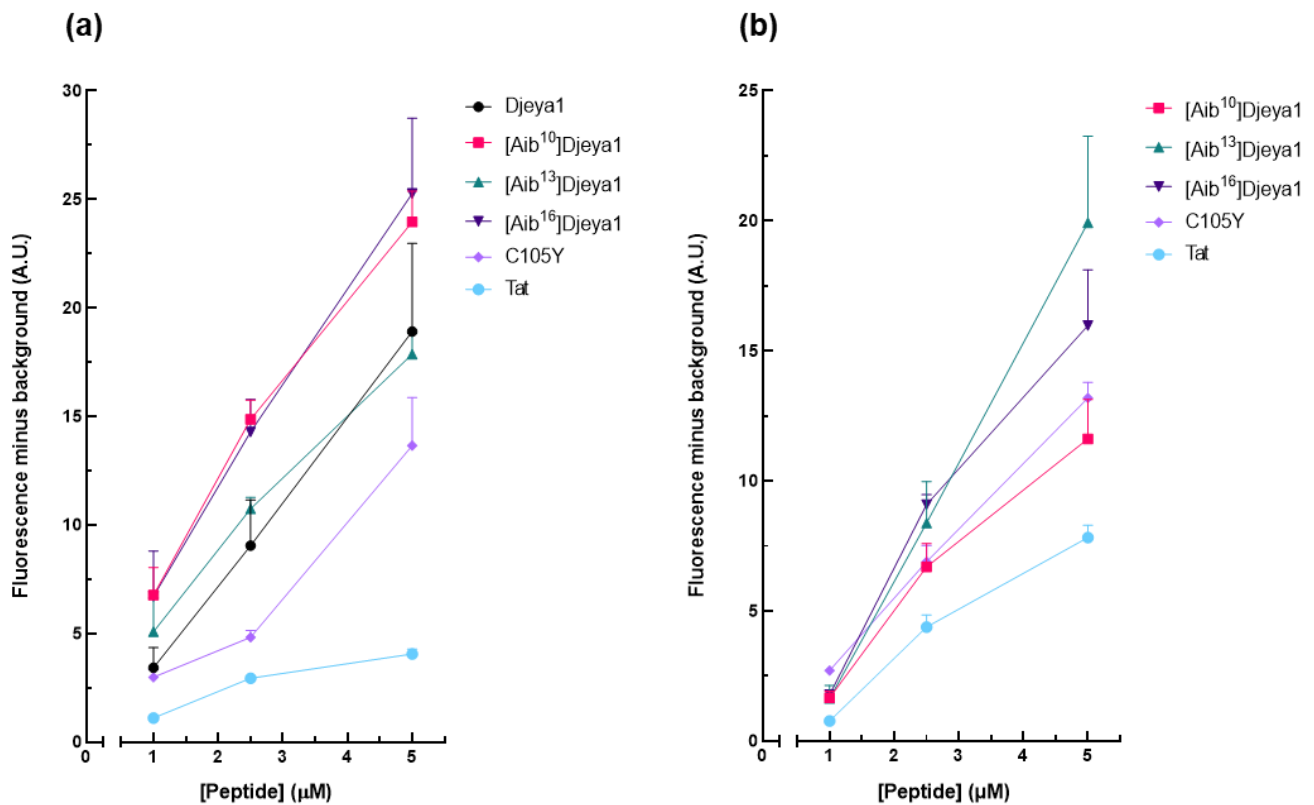 (a)
30
25
20
15
10
5
0
0 1 2 3 4 5
Fluorescence minus background (A.U.)
[Peptide] (μM)
Djeya1
[Aib¹⁰]Djeya1
[Aib¹³]Djeya1
[Aib¹⁶]Djeya1
C105Y
Tat
(b)
25
20
15
10
5
0
0 1 2 3 4 5
Fluorescence minus background (A.U.)
[Peptide] (μM)
[Aib¹⁰]Djeya1
[Aib¹³]Djeya1
[Aib¹⁶]Djeya1
C105Y
Tat